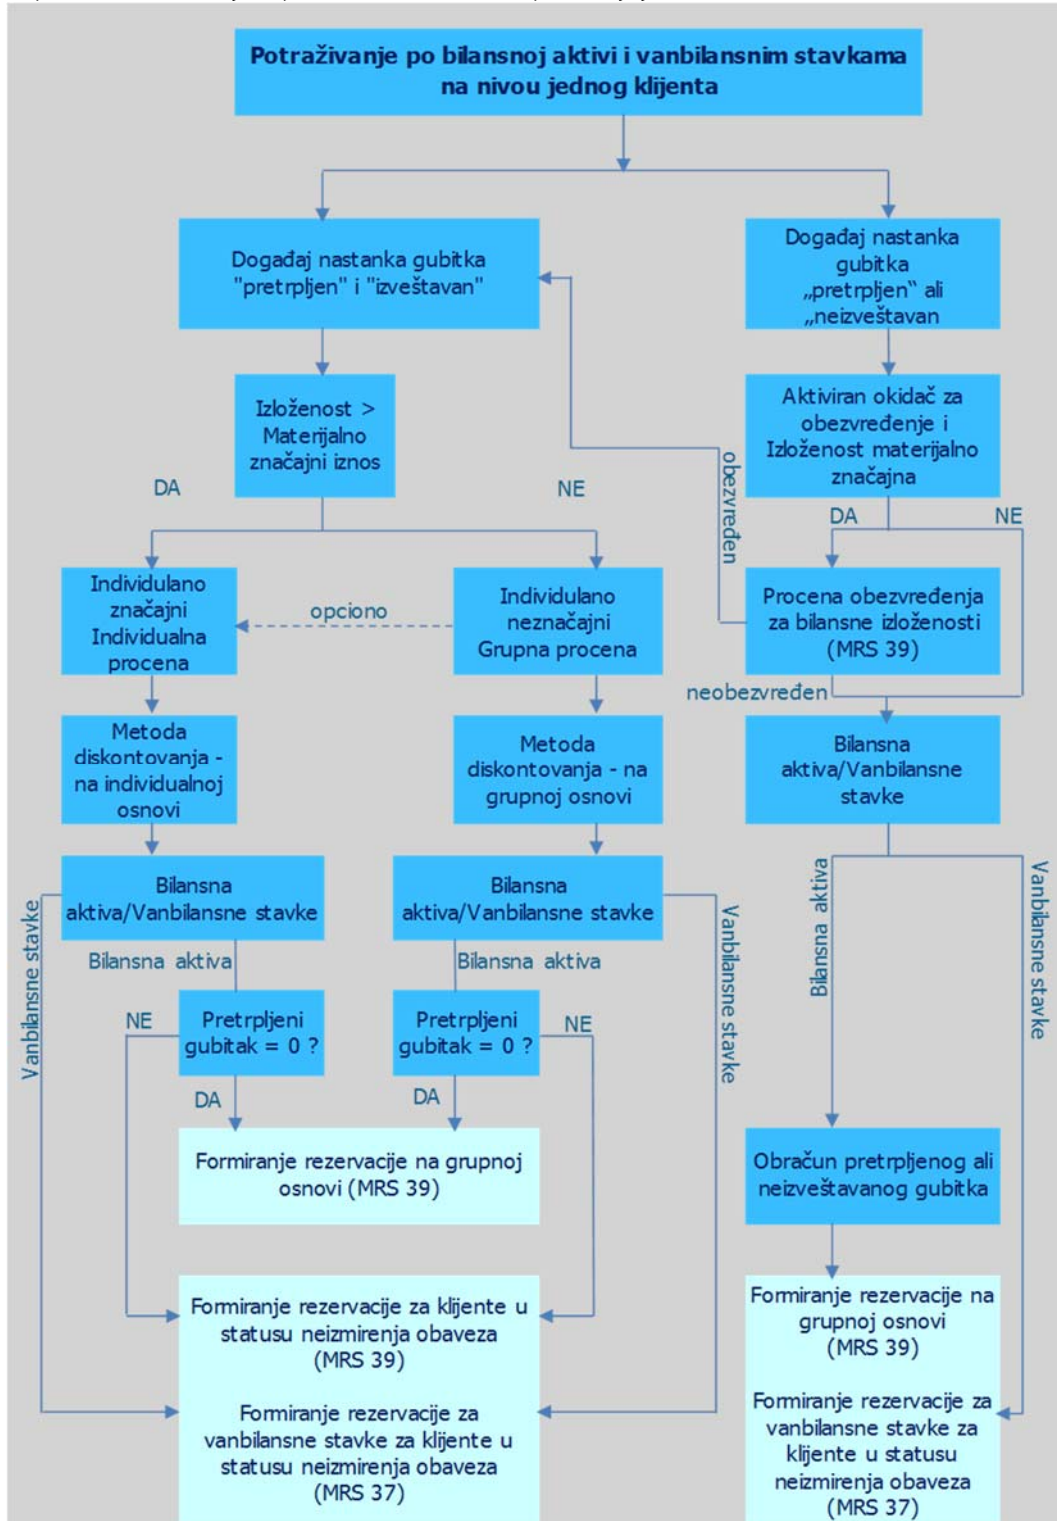 Potraživanje po bilansnoj aktivi i vanbilansnim stavkama
na nivou jednog klijenta
Događaj nastanka gubitka
"pretrpljen" i "izveštavan"
Događaj nastanka
gubitka
„pretrpljen“ ali
„neizveštavan
Izloženost >
Materijalno
značajni iznos
Aktiviran okidač za
obezvređenje i
Izloženost materijalno
značajna
DA
NE
obezvređen
DA
NE
Individulano
značajni
Individualna
procena
opciono
Individulano
neznačajni
Grupna procena
Procena obezvređenja
za bilansne izloženosti
(MRS 39)
neobezvređen
Metoda
diskontovanja -
na individualnoj
osnovi
Metoda
diskontovanja - na
grupnoj osnovi
Bilansna
aktiva/Vanbilansne
stavke
Bilansna
aktiva/Vanbilansne stavke
Bilansna
aktiva/Vanbilansne stavke
Vanbilansne stavke
Bilansna aktiva
Bilansna aktiva
Vanbilansne stavke
Bilansna aktiva
Vanbilansne stavke
NE
Pretrpljeni
gubitak = 0 ?
Pretrpljeni
gubitak = 0 ?
NE
DA
DA
Formiranje rezervacije na grupnoj
osnovi (MRS 39)
Obračun pretrpljenog ali
neizveštavanog gubitka
Formiranje rezervacije za klijente u
statusu neizmirenja obaveza
(MRS 39)
Formiranje rezervacije za
vanbilansne stavke za klijente u
statusu neizmirenja obaveza
(MRS 37)
Formiranje rezervacije na
grupnoj osnovi
(MRS 39)
Formiranje rezervacije za
vanbilansne stavke za
klijente u statusu
neizmirenja obaveza
(MRS 37)